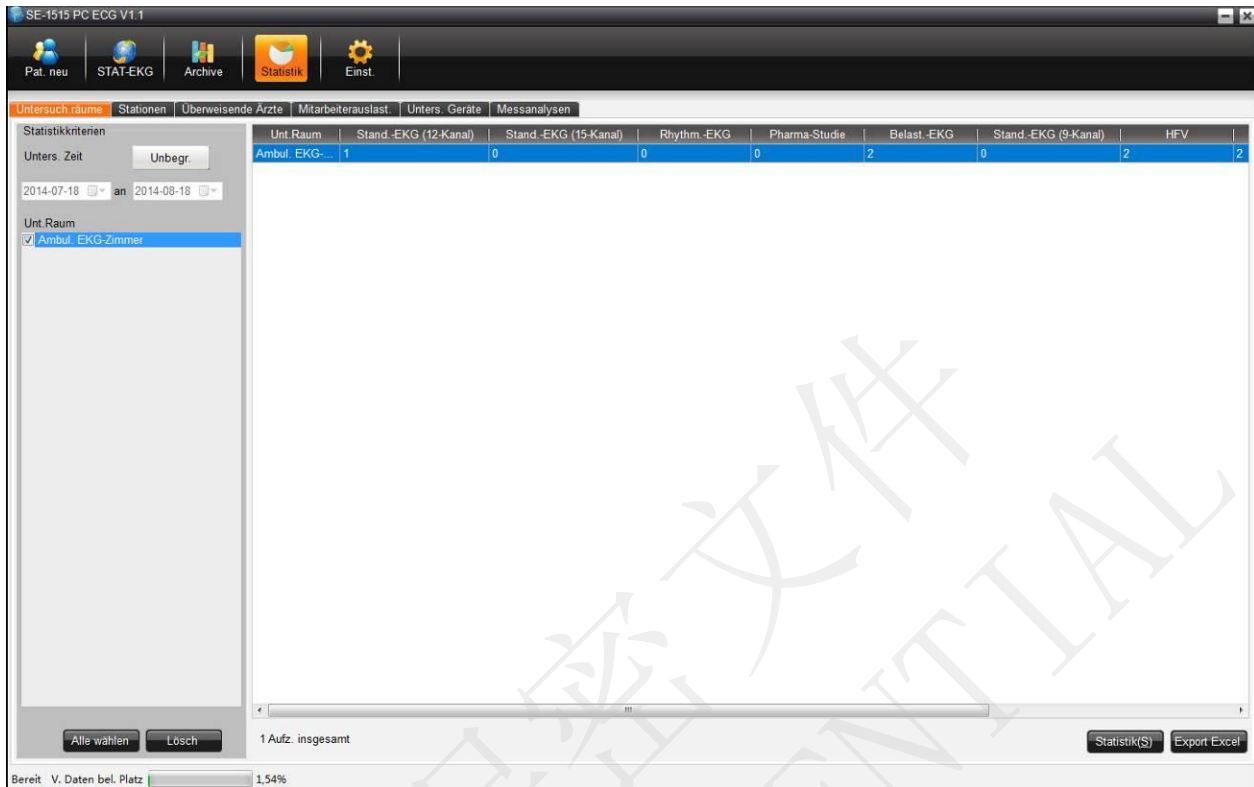 SE-1515 PC ECG V1.1
Pat. neu STAT-EKG Archive Statistik Einst.
Untersuch räume Stationen Überweisende Ärzte Mitarbeiterauslast. Unters. Geräte Messanalysen
Statistikkriterien
Unters. Zeit Unbegr.
2014-07-18 an 2014-08-18
Unt.Raum
Ambul. EKG-Zimmer
Unt.Raum Stand.-EKG (12-Kanal) Stand.-EKG (15-Kanal) Rhythm.-EKG Pharma-Studie Belast.-EKG Stand.-EKG (9-Kanal) HFV
Ambul. EKG-... 1 0 0 0 2 0 2 2
密文件
ENTIAL
Alle wählen Lösch
1 Aufz. insgesamt
Statistik(S) Export Excel
Bereit V. Daten bel. Platz 1,54%